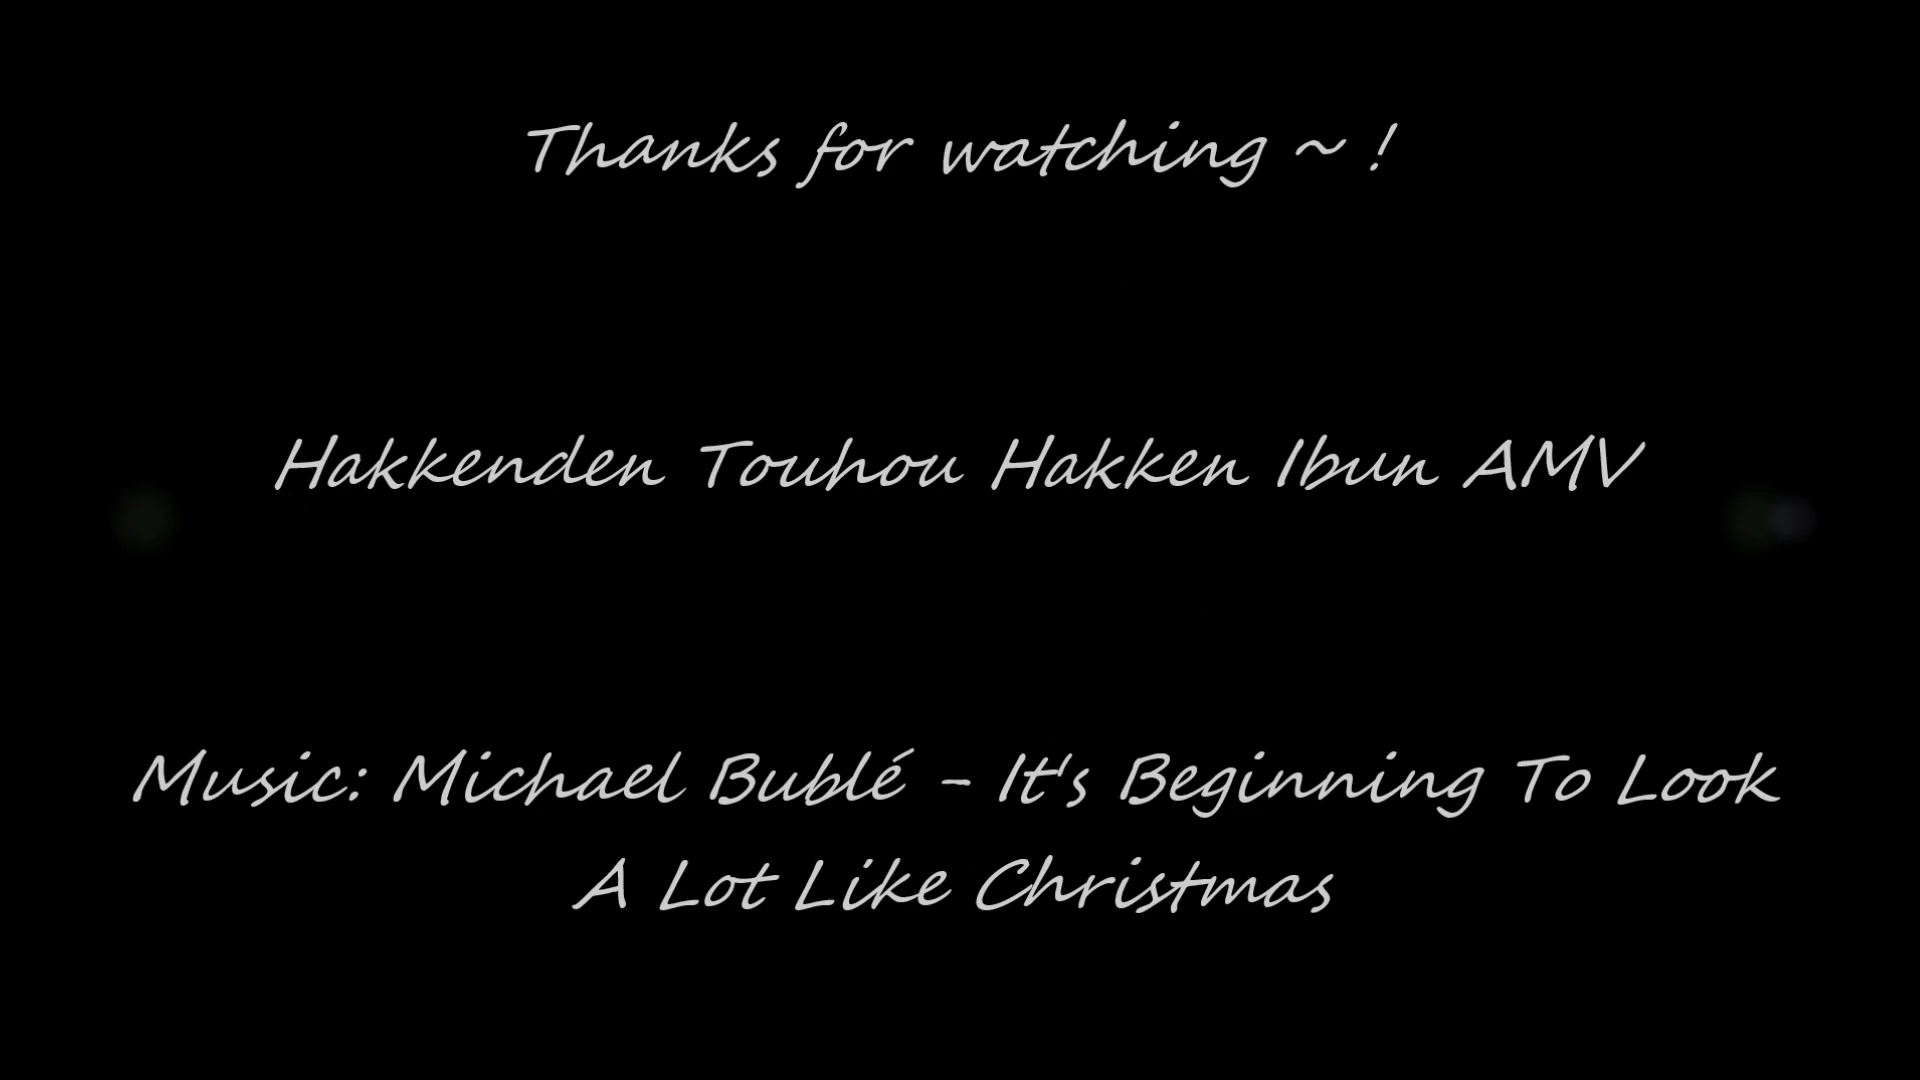 Thanks for watching ~ !
Hakkenden Touhou Hakken Ibun AMV
Music: Michael Bublé - It's Beginning To Look
A Lot Like Christmas